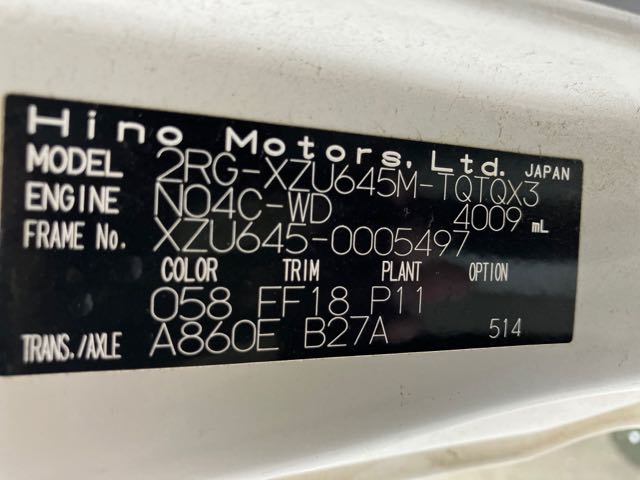 Hino Motors, Ltd. JAPAN
MODEL 2RG-XZU645M-TQTQX3
ENGINE N04C-WD 4009 mL
FRAME No. XZU645-0005497
COLOR TRIM PLANT OPTION
058 FF18 P11
TRANS./AXLE A860E B27A 514